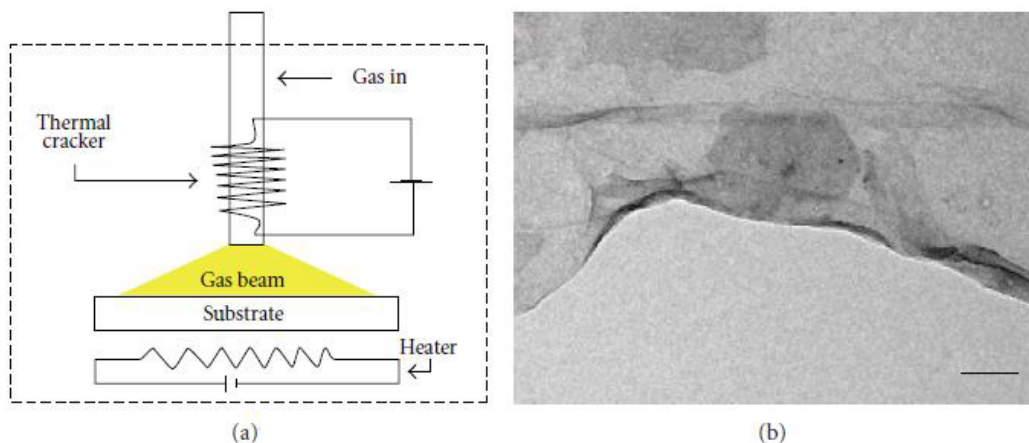 Gas in
Thermal
cracker
Gas beam
Substrate
Heater
(a)
(b)